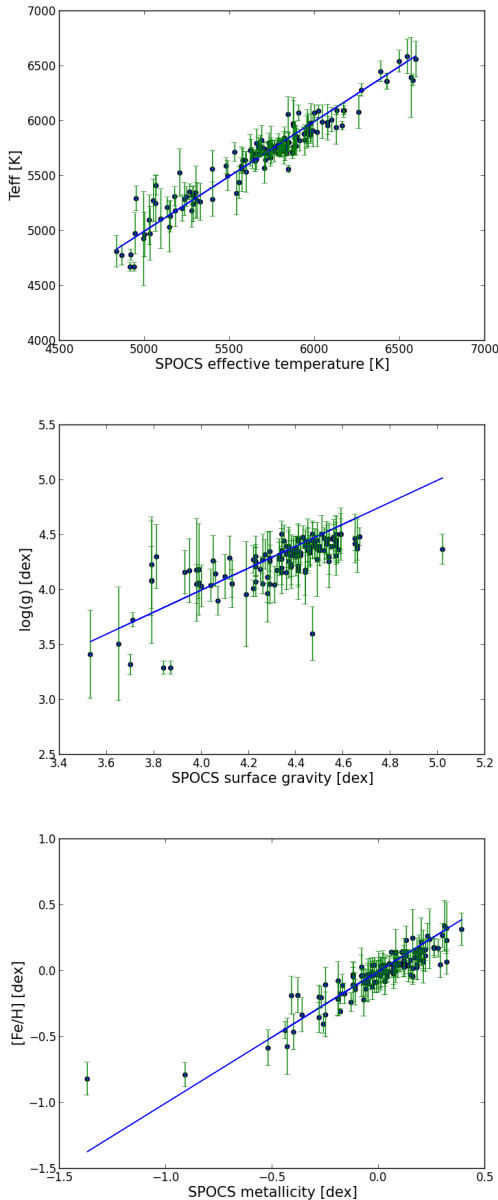 7000
6500
6000
5500
5000
4500
4000
Teff [K]
4500 5000 5500 6000 6500 7000
SPOCS effective temperature [K]
5.5
5.0
4.5
4.0
3.5
3.0
2.5
log(g) [dex]
3.4 3.6 3.8 4.0 4.2 4.4 4.6 4.8 5.0 5.2
SPOCS surface gravity [dex]
1.0
0.5
0.0
−0.5
−1.0
−1.5
[Fe/H] [dex]
−1.5 −1.0 −0.5 0.0 0.5
SPOCS metallicity [dex]